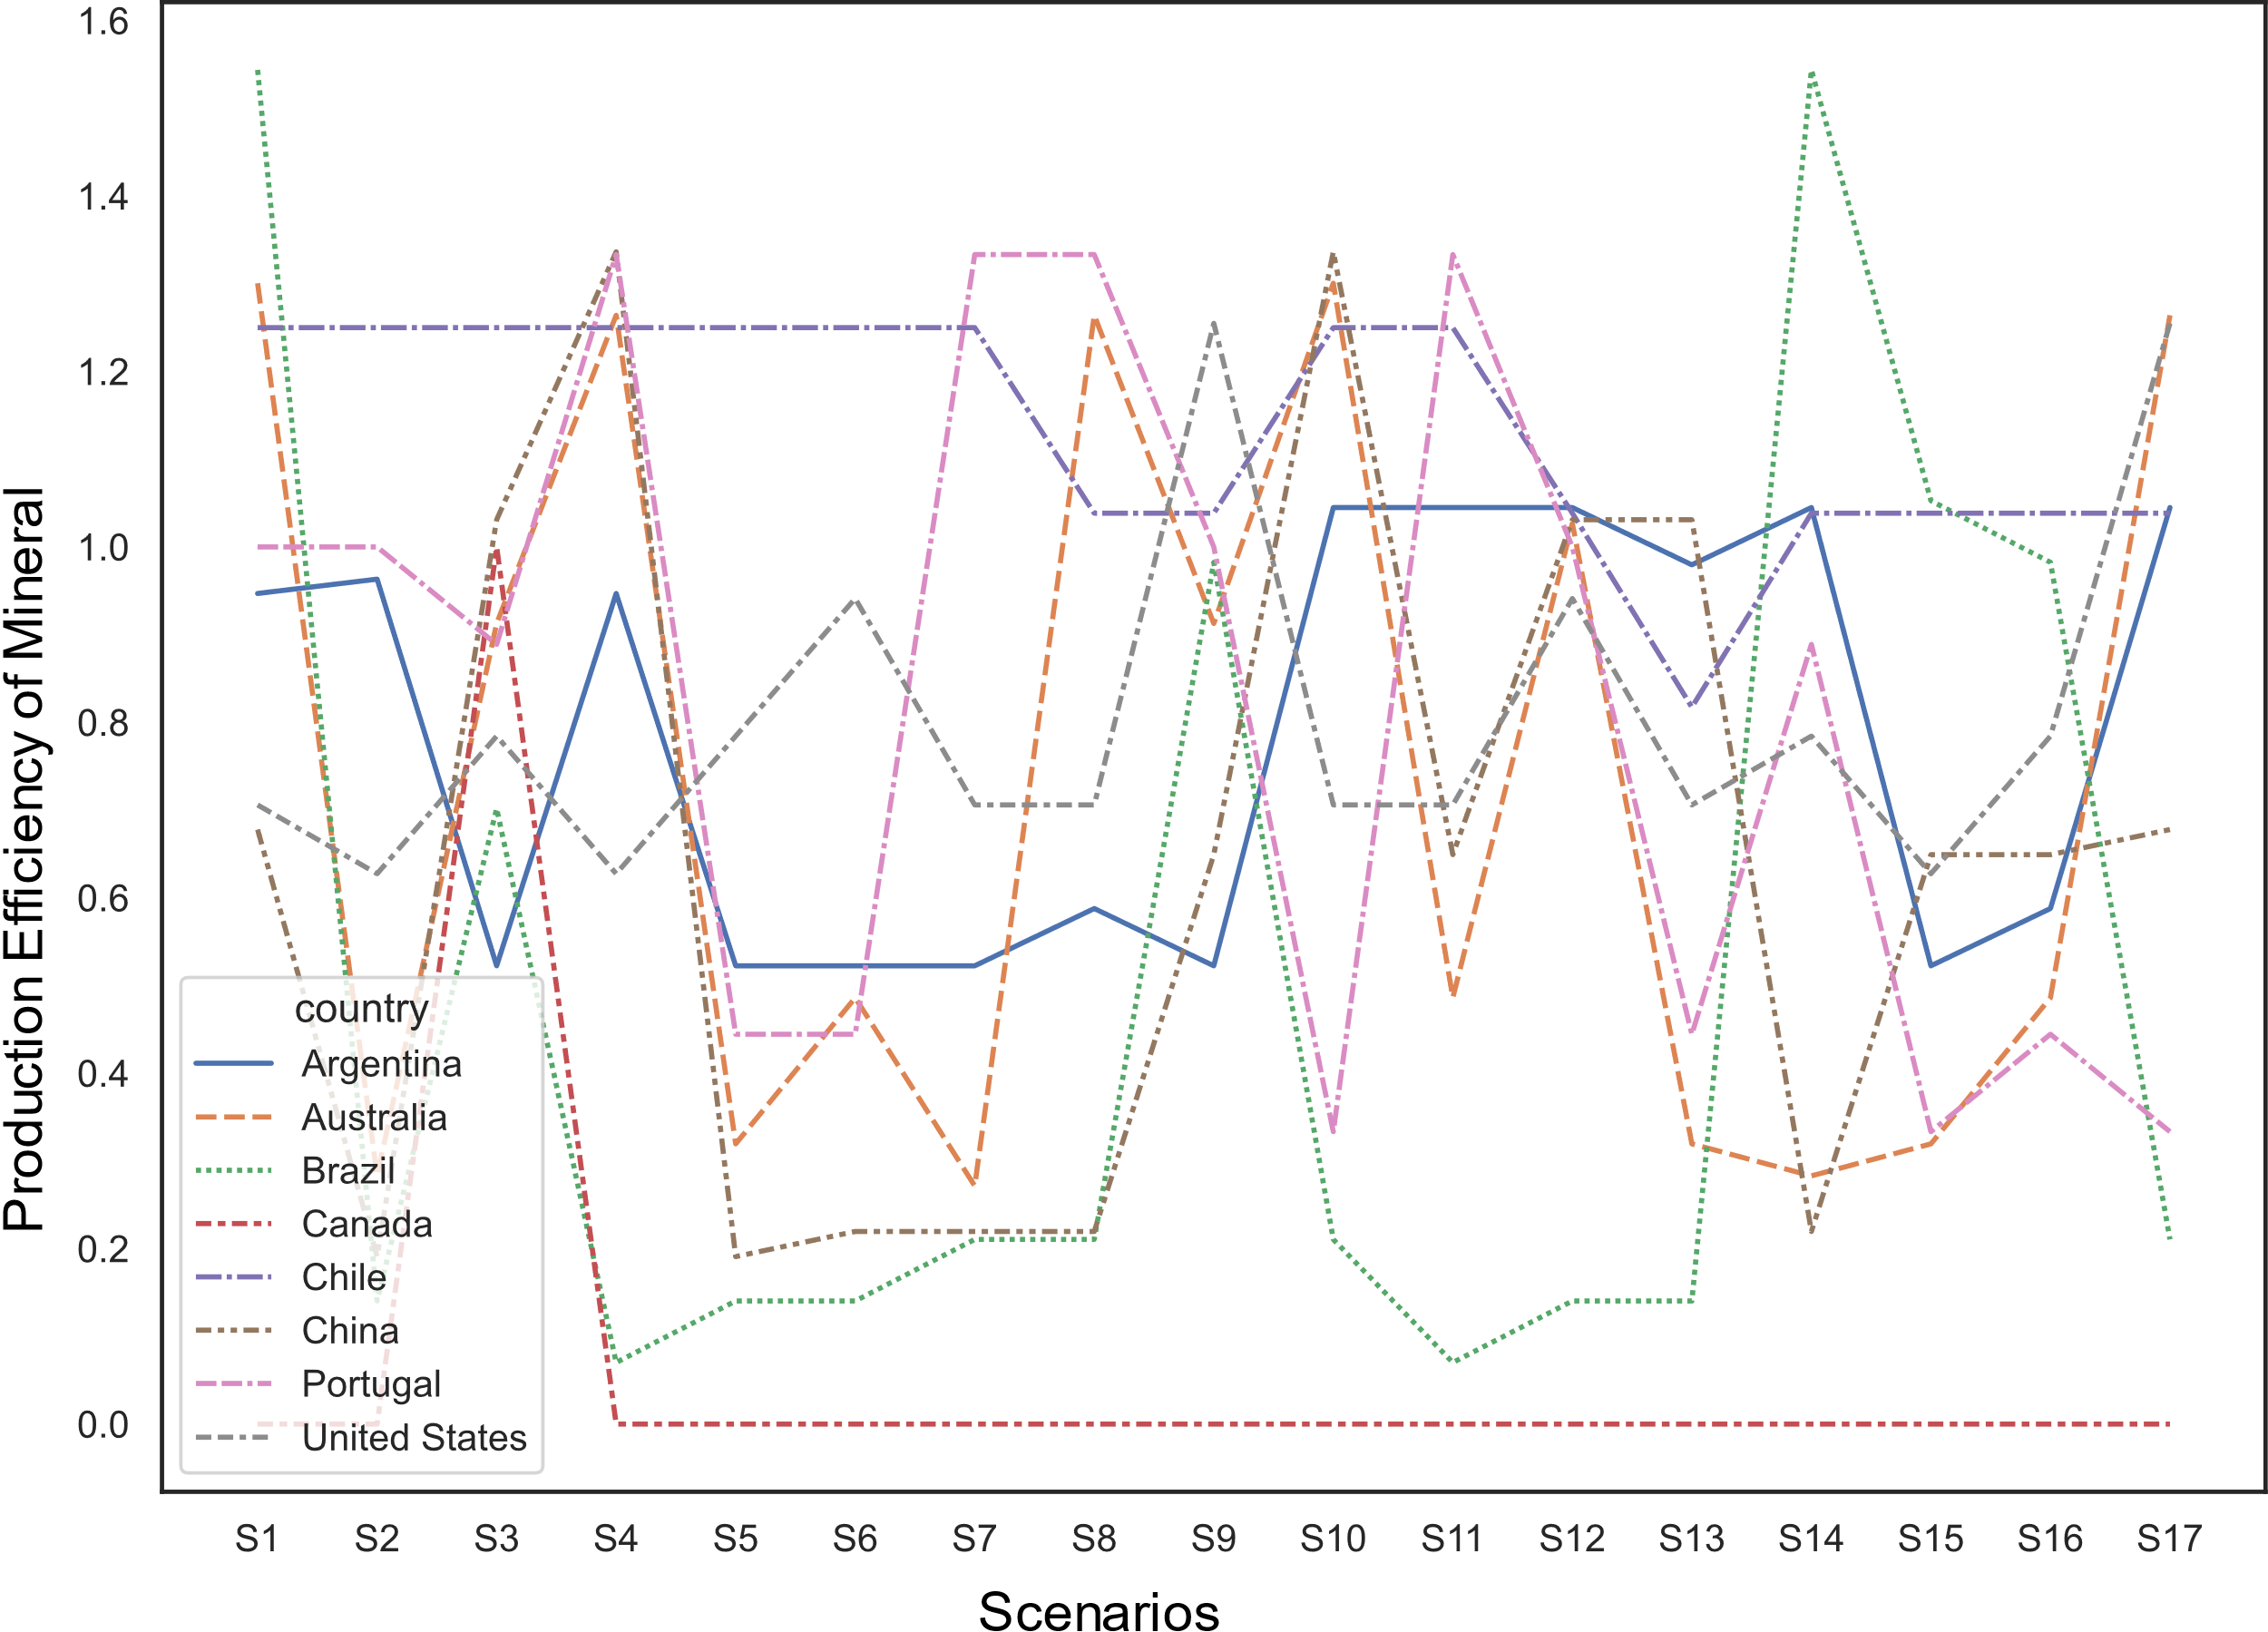 Production Efficiency of Mineral
1.6
1.4
1.2
1.0
0.8
0.6
0.4
0.2
0.0
country
Argentina
Australia
Brazil
Canada
Chile
China
Portugal
United States
S1 S2 S3 S4 S5 S6 S7 S8 S9 S10 S11 S12 S13 S14 S15 S16 S17
Scenarios